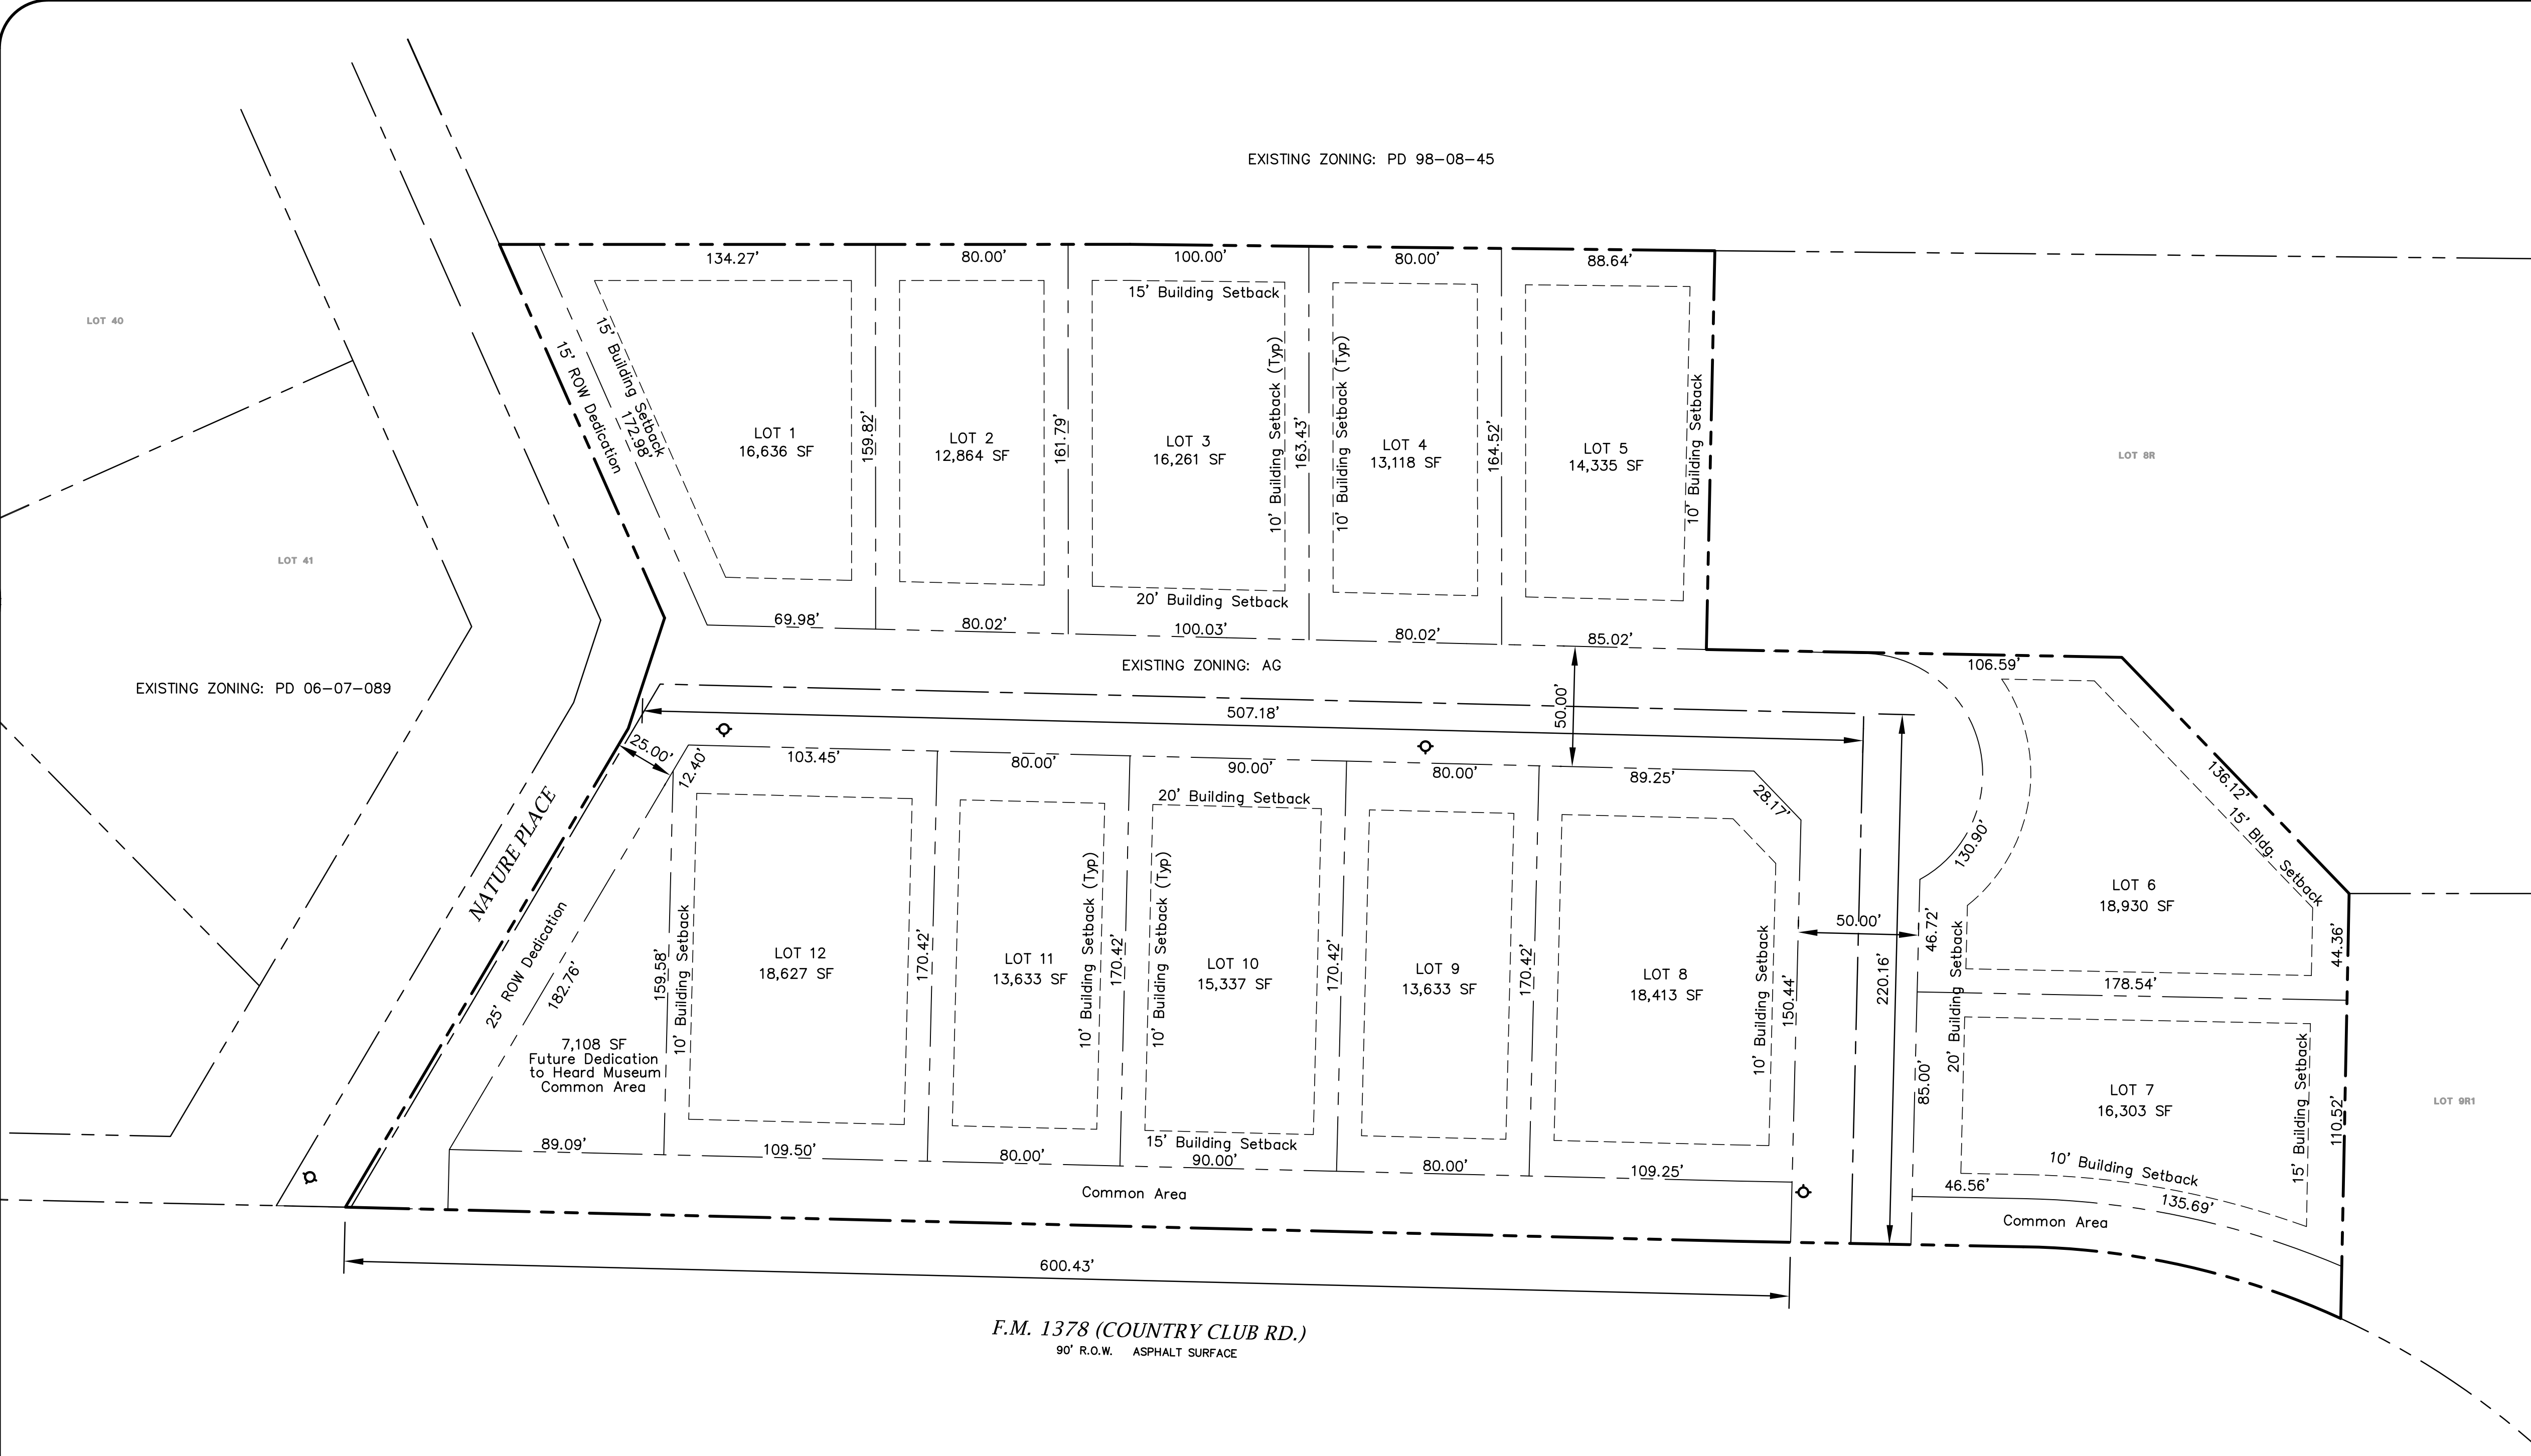 EXISTING ZONING: PD 98-08-45
134.27'
80.00'
100.00'
80.00'
88.64'
15' Building Setback
LOT 40
15' Building Setback
15' ROW Dedication
172.98'
LOT 1
16,636 SF
159.82'
LOT 2
12,864 SF
161.79'
LOT 3
16,261 SF
10' Building Setback (Typ)
163.43'
10' Building Setback (Typ)
LOT 4
13,118 SF
164.52'
LOT 5
14,335 SF
10' Building Setback
LOT 8R
LOT 41
20' Building Setback
69.98'
80.02'
100.03'
80.02'
85.02'
EXISTING ZONING: AG
106.59'
EXISTING ZONING: PD 06-07-089
507.18'
50.00'
25.00'
12.40'
103.45'
80.00'
90.00'
80.00'
89.25'
28.17'
136.12'
15' Bldg. Setback
20' Building Setback
130.90'
NATURE PLACE
LOT 6
18,930 SF
50.00'
46.72'
44.36'
25' ROW Dedication
182.76'
159.58'
10' Building Setback
LOT 12
18,627 SF
170.42'
LOT 11
13,633 SF
10' Building Setback (Typ)
170.42'
10' Building Setback (Typ)
LOT 10
15,337 SF
170.42'
LOT 9
13,633 SF
170.42'
LOT 8
18,413 SF
10' Building Setback
150.44'
220.16'
20' Building Setback
178.54'
7,108 SF
Future Dedication
to Heard Museum
Common Area
85.00'
LOT 7
16,303 SF
15' Building Setback
110.52'
LOT 9R1
89.09'
109.50'
80.00'
15' Building Setback
90.00'
80.00'
109.25'
10' Building Setback
46.56'
135.69'
Common Area
Common Area
600.43'
F.M. 1378 (COUNTRY CLUB RD.)
90' R.O.W. ASPHALT SURFACE